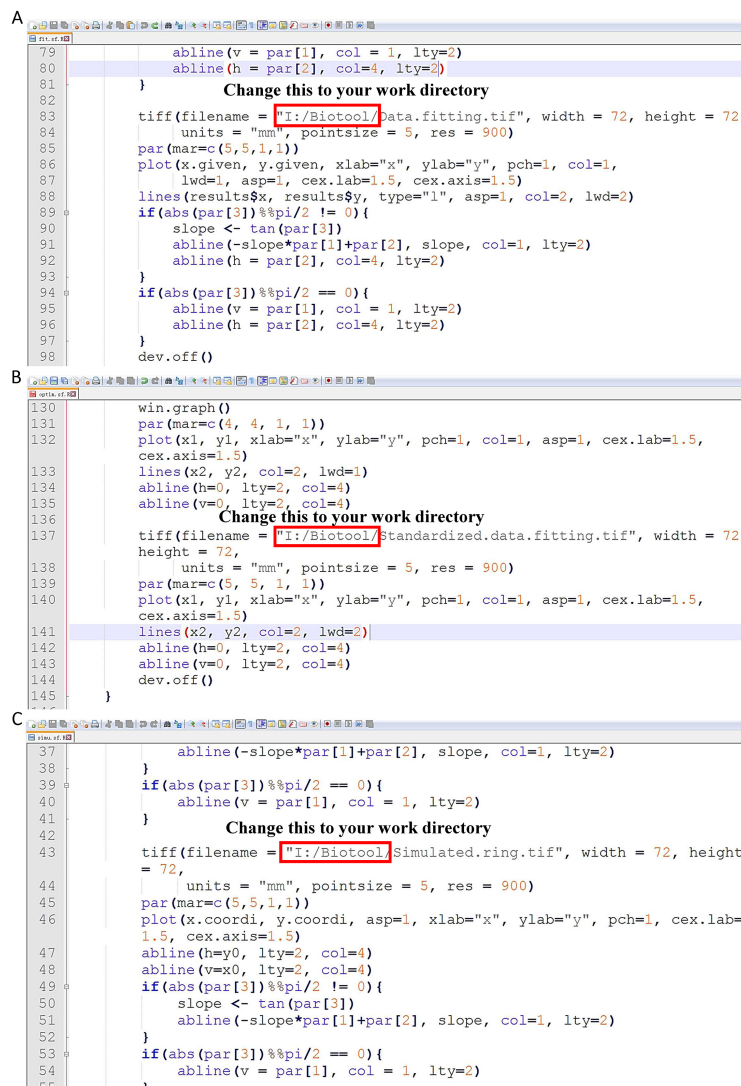 A
fit.sf.R
79 abline(v = par[1], col = 1, lty=2)
80 abline(h = par[2], col=4, lty=2)
81 }
Change this to your work directory
82
83 tiff(filename = "I:/Biotool/Data.fitting.tif", width = 72, height = 72,
84 units = "mm", pointsize = 5, res = 900)
85 par(mar=c(5,5,1,1))
86 plot(x.given, y.given, xlab="x", ylab="y", pch=1, col=1,
87 lwd=1, asp=1, cex.lab=1.5, cex.axis=1.5)
88 lines(results$x, results$y, type="l", asp=1, col=2, lwd=2)
89 if(abs(par[3])%%pi/2 != 0){
90 slope <- tan(par[3])
91 abline(-slope*par[1]+par[2], slope, col=1, lty=2)
92 abline(h = par[2], col=4, lty=2)
93 }
94 if(abs(par[3])%%pi/2 == 0){
95 abline(v = par[1], col = 1, lty=2)
96 abline(h = par[2], col=4, lty=2)
97 }
98 dev.off()
B
optim.sf.R
130 win.graph()
131 par(mar=c(4, 4, 1, 1))
132 plot(x1, y1, xlab="x", ylab="y", pch=1, col=1, asp=1, cex.lab=1.5,
cex.axis=1.5)
133 lines(x2, y2, col=2, lwd=1)
134 abline(h=0, lty=2, col=4)
135 abline(v=0, lty=2, col=4)
136
Change this to your work directory
137 tiff(filename = "I:/Biotool/Standardized.data.fitting.tif", width = 72
height = 72,
138 units = "mm", pointsize = 5, res = 900)
139 par(mar=c(5, 5, 1, 1))
140 plot(x1, y1, xlab="x", ylab="y", pch=1, col=1, asp=1, cex.lab=1.5,
cex.axis=1.5)
141 lines(x2, y2, col=2, lwd=2)
142 abline(h=0, lty=2, col=4)
143 abline(v=0, lty=2, col=4)
144 dev.off()
145 }
C
simu.sf.R
37 abline(-slope*par[1]+par[2], slope, col=1, lty=2)
38 }
39 if(abs(par[3])%%pi/2 == 0){
40 abline(v = par[1], col = 1, lty=2)
41 }
Change this to your work directory
42
43 tiff(filename = "I:/Biotool/Simulated.ring.tif", width = 72, height
= 72,
44 units = "mm", pointsize = 5, res = 900)
45 par(mar=c(5,5,1,1))
46 plot(x.coordi, y.coordi, asp=1, xlab="x", ylab="y", pch=1, cex.lab=
1.5, cex.axis=1.5)
47 abline(h=y0, lty=2, col=4)
48 abline(v=x0, lty=2, col=4)
49 if(abs(par[3])%%pi/2 != 0){
50 slope <- tan(par[3])
51 abline(-slope*par[1]+par[2], slope, col=1, lty=2)
52 }
53 if(abs(par[3])%%pi/2 == 0){
54 abline(v = par[1], col = 1, lty=2)